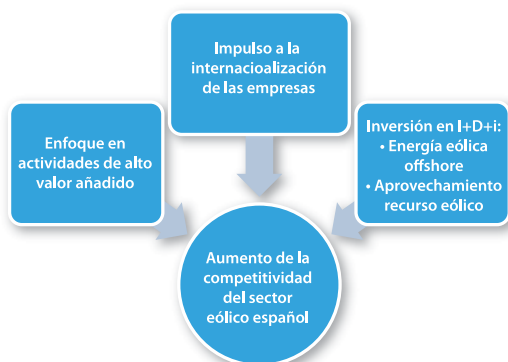 Impulso a la
internacioalización
de las empresas
Enfoque en
actividades de alto
valor añadido
Inversión en I+D+i:
• Energía eólica
offshore
• Aprovechamiento
recurso eólico
Aumento de la
competitividad
del sector
eólico español